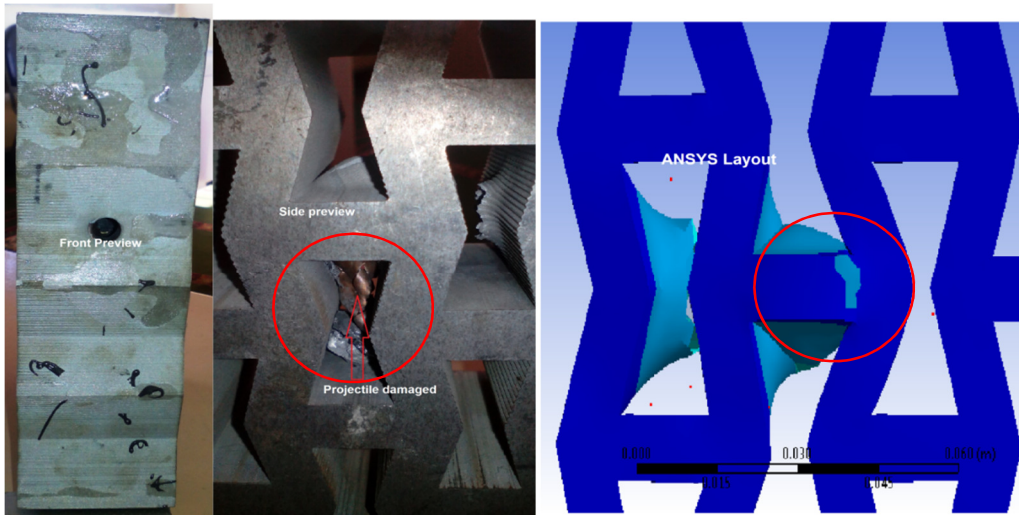 Front Preview
Side preview
Projectile damaged
ANSYS Layout
0.000
0.030
0.060 (m)
0.015
0.045